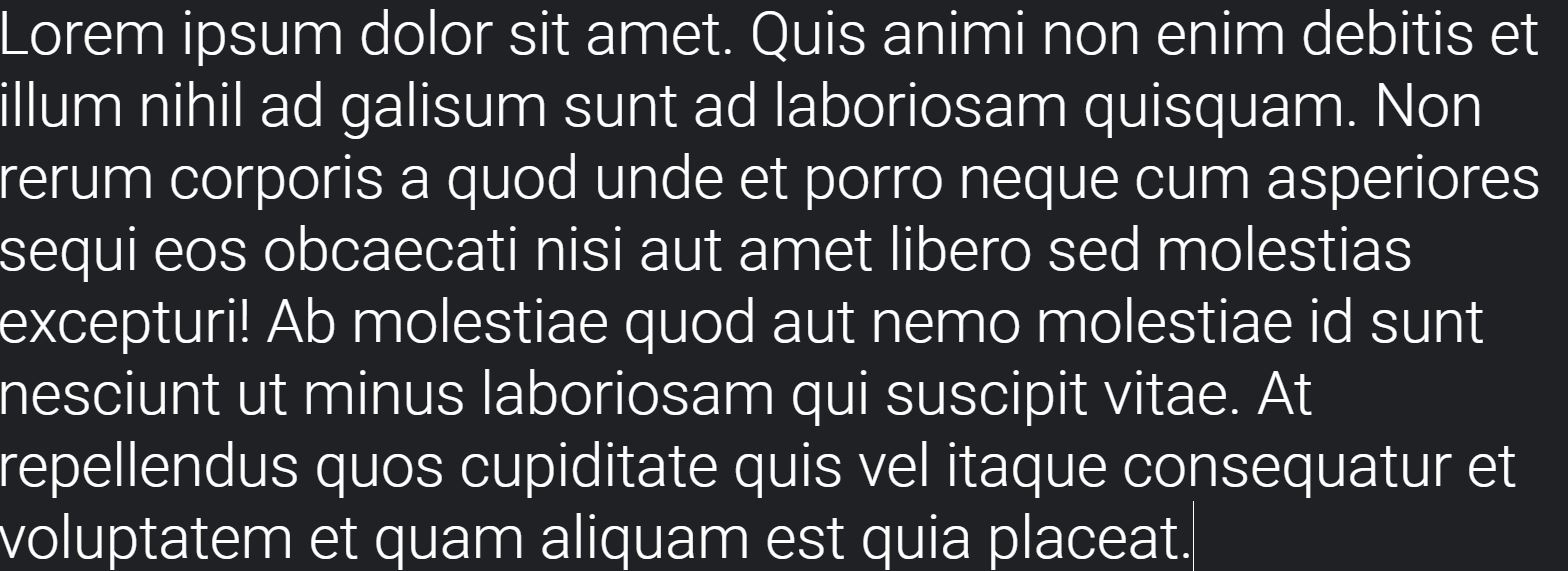 Lorem ipsum dolor sit amet. Quis animi non enim debitis et
illum nihil ad galisum sunt ad laboriosam quisquam. Non
rerum corporis a quod unde et porro neque cum asperiores
sequi eos obcaecati nisi aut amet libero sed molestias
excepturi! Ab molestiae quod aut nemo molestiae id sunt
nesciunt ut minus laboriosam qui suscipit vitae. At
repellendus quos cupiditate quis vel itaque consequatur et
voluptatem et quam aliquam est quia placeat.